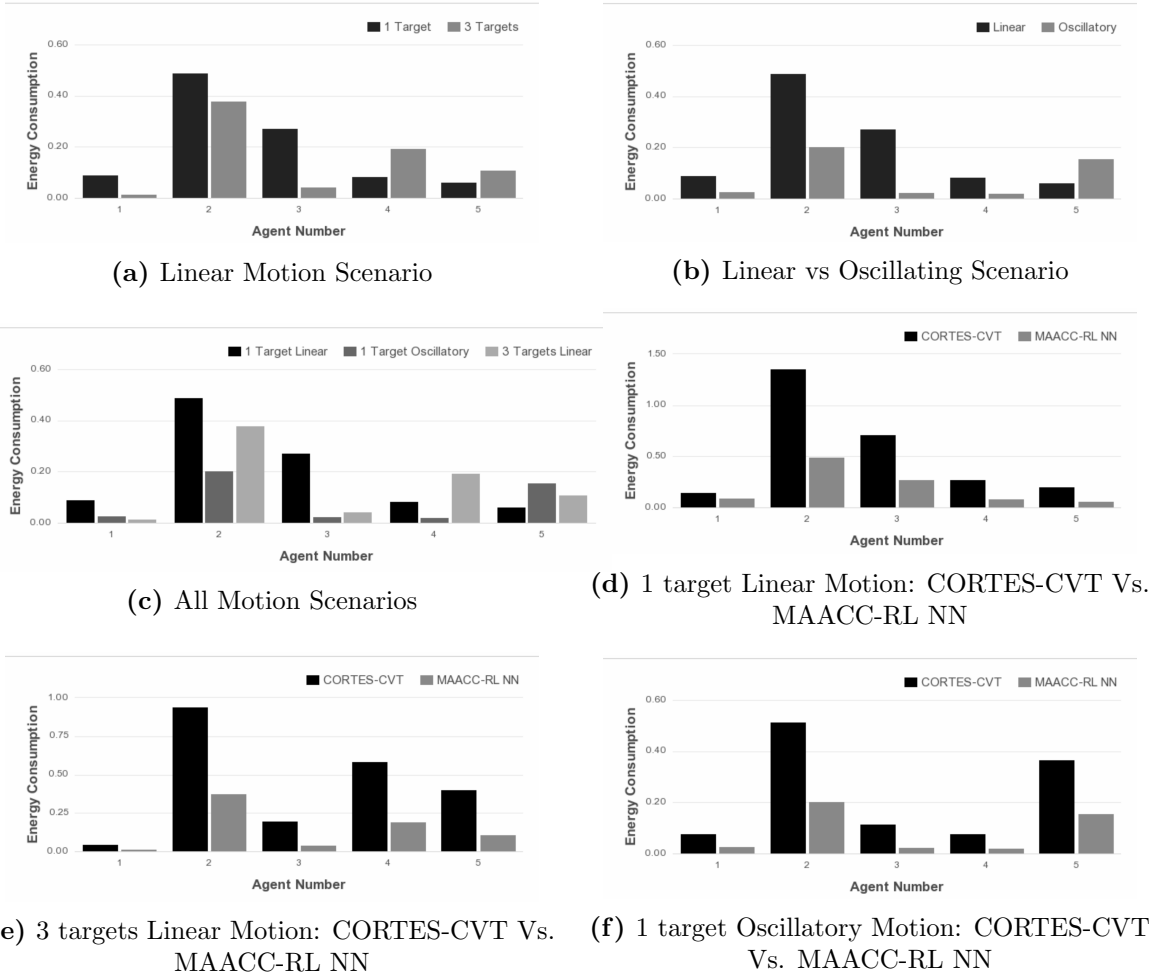 1 Target 3 Targets
Energy Consumption
0.60
0.40
0.20
0.00
1 2 3 4 5
Agent Number
(a) Linear Motion Scenario
Linear Oscillatory
Energy Consumption
0.60
0.40
0.20
0.00
1 2 3 4 5
Agent Number
(b) Linear vs Oscillating Scenario
1 Target Linear 1 Target Oscillatory 3 Targets Linear
Energy Consumption
0.60
0.40
0.20
0.00
1 2 3 4 5
Agent Number
(c) All Motion Scenarios
CORTES-CVT MAACC-RL NN
Energy Consumption
1.50
1.00
0.50
0.00
1 2 3 4 5
Agent Number
(d) 1 target Linear Motion: CORTES-CVT Vs.
MAACC-RL NN
CORTES-CVT MAACC-RL NN
Energy Consumption
1.00
0.75
0.50
0.25
0.00
1 2 3 4 5
Agent Number
e) 3 targets Linear Motion: CORTES-CVT Vs.
MAACC-RL NN
CORTES-CVT MAACC-RL NN
Energy Consumption
0.60
0.40
0.20
0.00
1 2 3 4 5
Agent Number
(f) 1 target Oscillatory Motion: CORTES-CVT
Vs. MAACC-RL NN